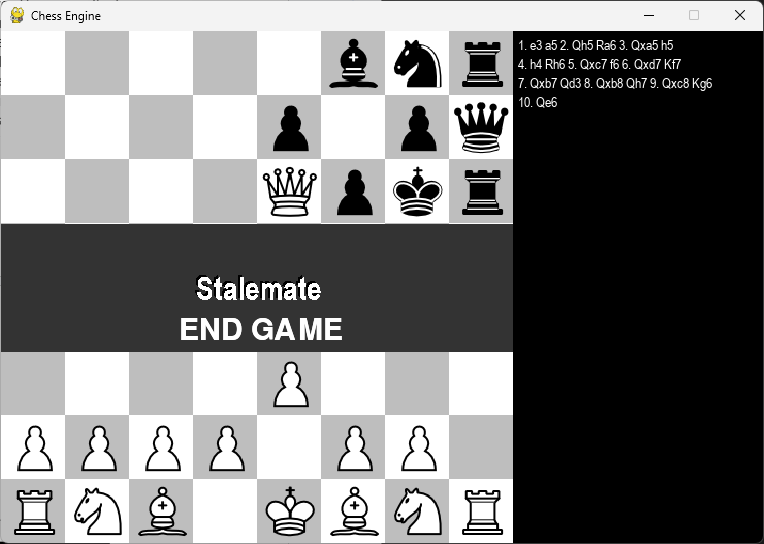 Chess Engine
1. e3 a5 2. Qh5 Ra6 3. Qxa5 h5
4. h4 Rh6 5. Qxc7 f6 6. Qxd7 Kf7
7. Qxb7 Qd3 8. Qxb8 Qh7 9. Qxc8 Kg6
10. Qe6
Stalemate
END GAME